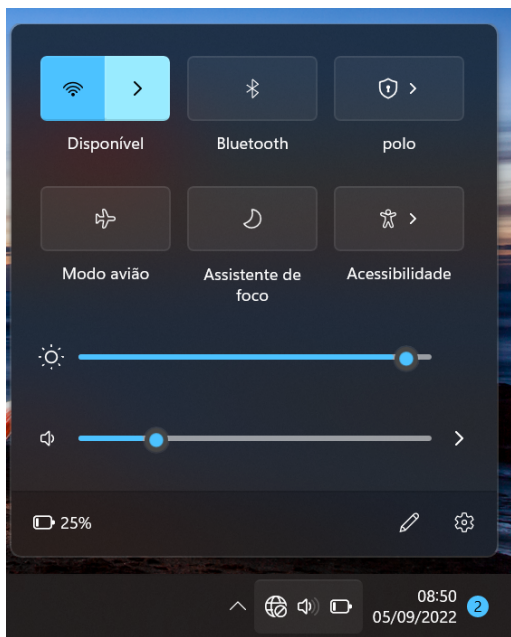 Disponível
Bluetooth
polo
Modo avião
Assistente de
foco
Acessibilidade
25%
08:50
05/09/2022
2